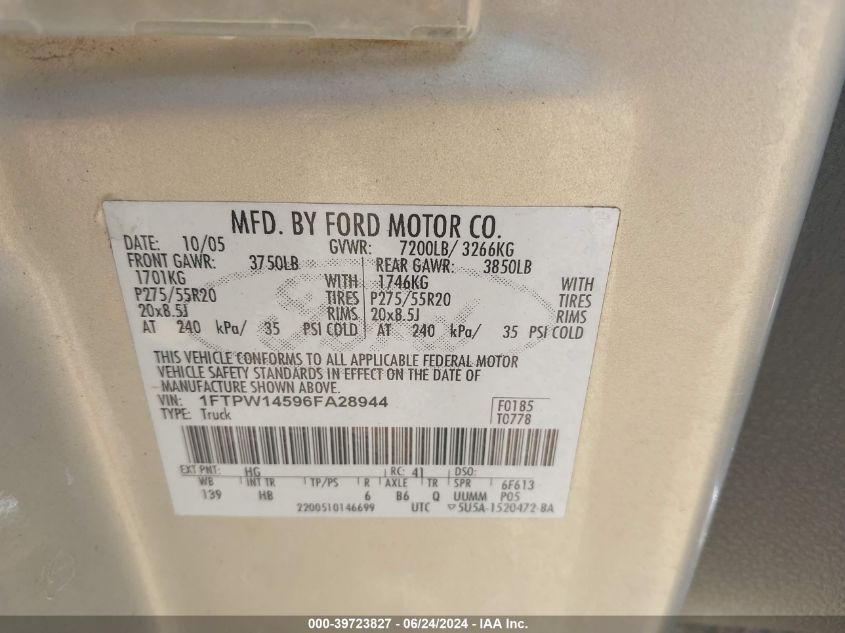 MFD. BY FORD MOTOR CO.
DATE: 10/05 GVWR: 7200LB/ 3266KG
FRONT GAWR: 3750LB REAR GAWR: 3850LB
1701KG WITH 1746KG WITH
P275/55R20 TIRES P275/55R20 TIRES
20x8.5J RIMS 20x8.5J RIMS
AT 240 kPa/ 35 PSI COLD AT 240 kPa/ 35 PSI COLD
THIS VEHICLE CONFORMS TO ALL APPLICABLE FEDERAL MOTOR
VEHICLE SAFETY STANDARDS IN EFFECT ON THE DATE OF
MANUFACTURE SHOWN ABOVE.
VIN: 1FTPW14596FA28944 F0185
TYPE: Truck T0778
EXT PNT: HG RC: 41 DSO:
WB INT TR TP/PS R AXLE TR SPR 6F613
139 HB 6 B6 Q UUMM P05
2200510146699 UTC ▽5U5A-1520472-BA
000-39723827 - 06/24/2024 - IAA Inc.